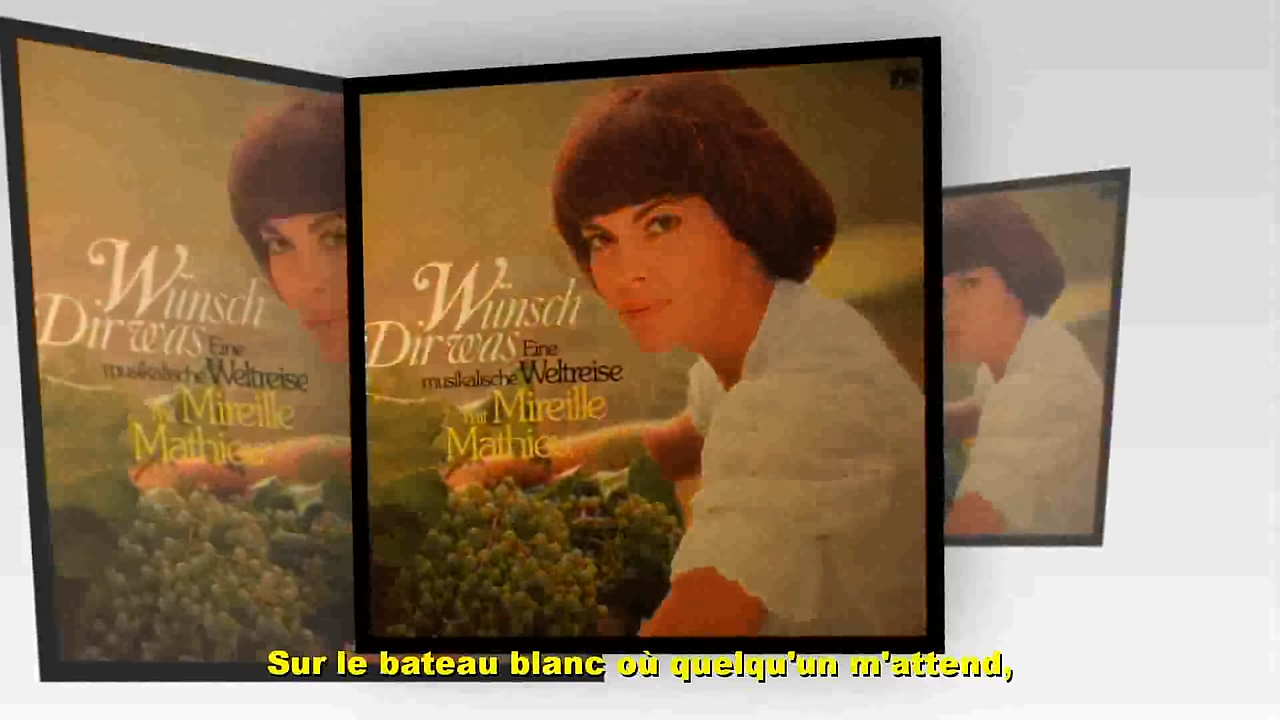 Wünsch
Dir was Eine
musikalische Weltreise
Mireille
Mathieu
Wünsch
Dir was Eine
musikalische Weltreise
mit Mireille
Mathieu
Sur le bateau blanc où quelqu'un m'attend,